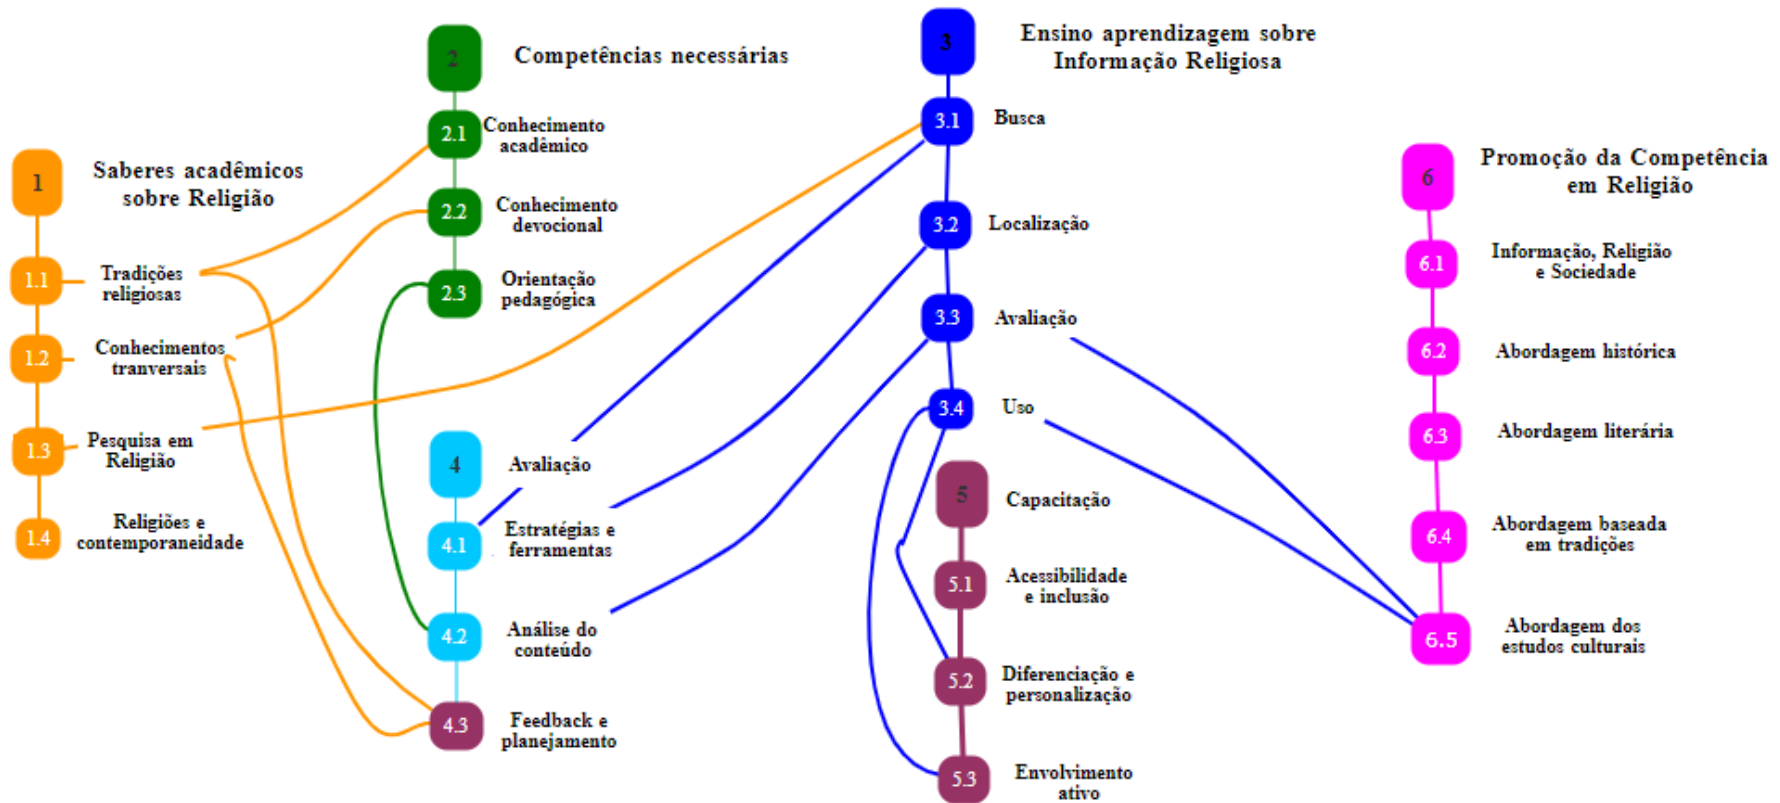 1
Saberes acadêmicos
sobre Religião
1.1
Tradições
religiosas
1.2
Conhecimentos
tranversais
1.3
Pesquisa em
Religião
1.4
Religiões e
contemporaneidade
2
Competências necessárias
2.1
Conhecimento
acadêmico
2.2
Conhecimento
devocional
2.3
Orientação
pedagógica
4
Avaliação
4.1
Estratégias e
ferramentas
4.2
Análise do
conteúdo
4.3
Feedback e
planejamento
3
Ensino aprendizagem sobre
Informação Religiosa
3.1
Busca
3.2
Localização
3.3
Avaliação
3.4
Uso
5
Capacitação
5.1
Acessibilidade
e inclusão
5.2
Diferenciação e
personalização
5.3
Envolvimento
ativo
6
Promoção da Competência
em Religião
6.1
Informação, Religião
e Sociedade
6.2
Abordagem histórica
6.3
Abordagem literária
6.4
Abordagem baseada
em tradições
6.5
Abordagem dos
estudos culturais